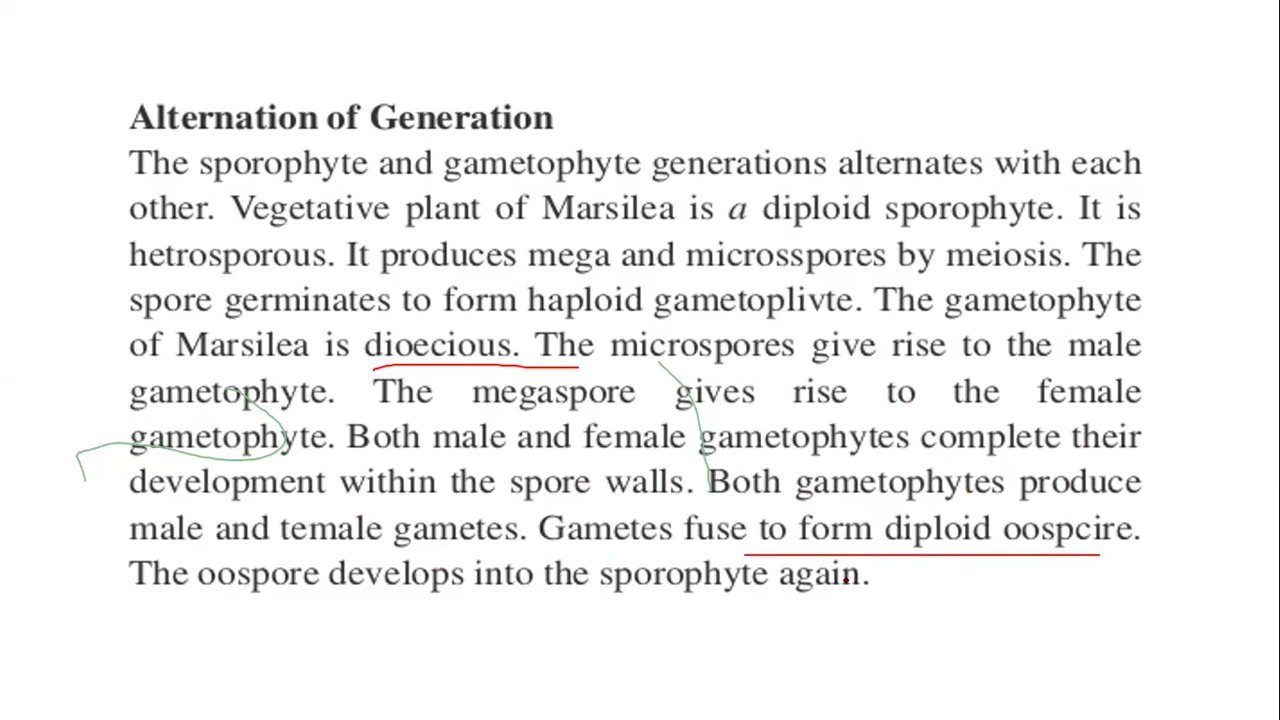 Alternation of Generation
The sporophyte and gametophyte generations alternates with each
other. Vegetative plant of Marsilea is a diploid sporophyte. It is
hetrosporous. It produces mega and microsspores by meiosis. The
spore germinates to form haploid gametoplivte. The gametophyte
of Marsilea is dioecious. The microspores give rise to the male
gametophyte. The megaspore gives rise to the female
gametophyte. Both male and female gametophytes complete their
development within the spore walls. Both gametophytes produce
male and temale gametes. Gametes fuse to form diploid oospcire.
The oospore develops into the sporophyte again.